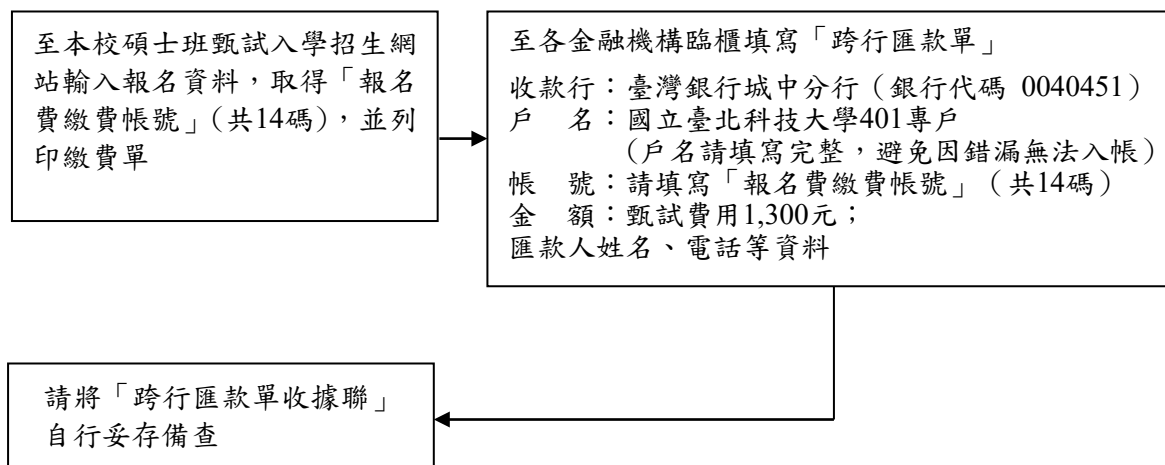 至本校碩士班甄試入學招生網
站輸入報名資料，取得「報名
費繳費帳號」(共14碼)，並列
印繳費單
至各金融機構臨櫃填寫「跨行匯款單」
收款行：臺灣銀行城中分行（銀行代碼 0040451）
戶　名：國立臺北科技大學401專戶
(戶名請填寫完整，避免因錯漏無法入帳)
帳　號：請填寫「報名費繳費帳號」（共14碼）
金　額：甄試費用1,300元；
匯款人姓名、電話等資料
請將「跨行匯款單收據聯」
自行妥存備查